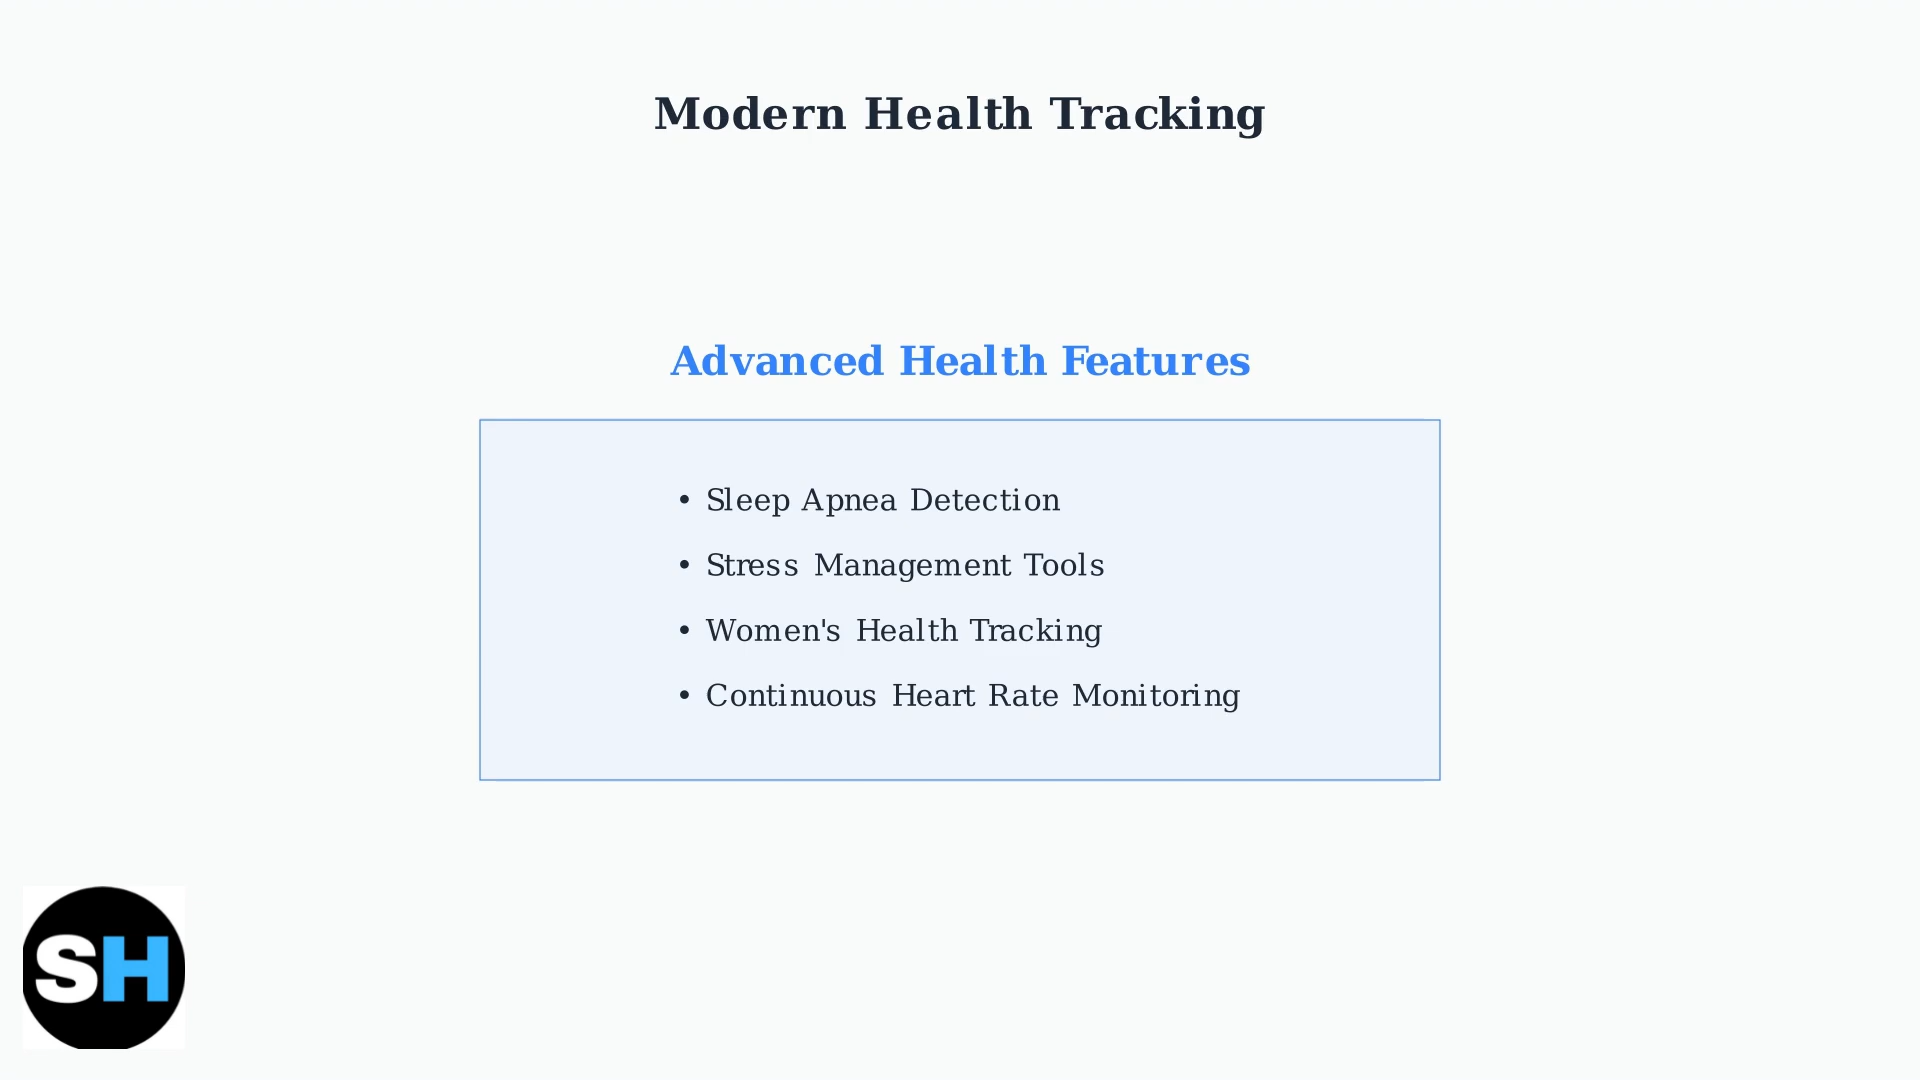 Modern Health Tracking
Advanced Health Features
• Sleep Apnea Detection
• Stress Management Tools
• Women's Health Tracking
• Continuous Heart Rate Monitoring
SH